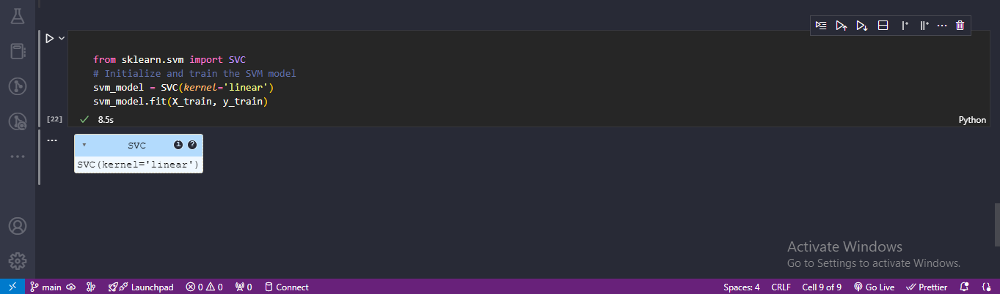 from sklearn.svm import SVC
# Initialize and train the SVM model
svm_model = SVC(kernel='linear')
svm_model.fit(X_train, y_train)
[22]
8.5s
Python
SVC
SVC(kernel='linear')
Activate Windows
Go to Settings to activate Windows.
main
Launchpad
0
0
0
Connect
Spaces: 4
CRLF
Cell 9 of 9
Go Live
Prettier